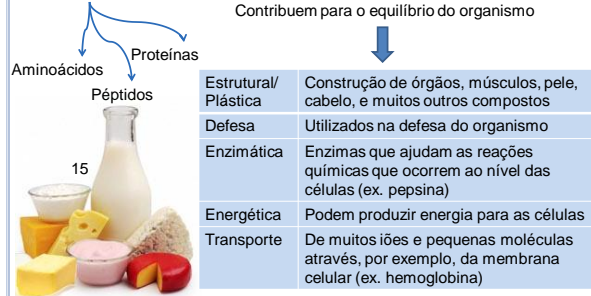 Contribuem para o equilíbrio do organismo
Proteínas
Aminoácidos
Péptidos
15
Estrutural/ Construção de órgãos, músculos, pele,
Plástica cabelo, e muitos outros compostos
Defesa Utilizados na defesa do organismo
Enzimática Enzimas que ajudam as reações
químicas que ocorrem ao nível das
células (ex. pepsina)
Energética Podem produzir energia para as células
Transporte De muitos iões e pequenas moléculas
através, por exemplo, da membrana
celular (ex. hemoglobina)